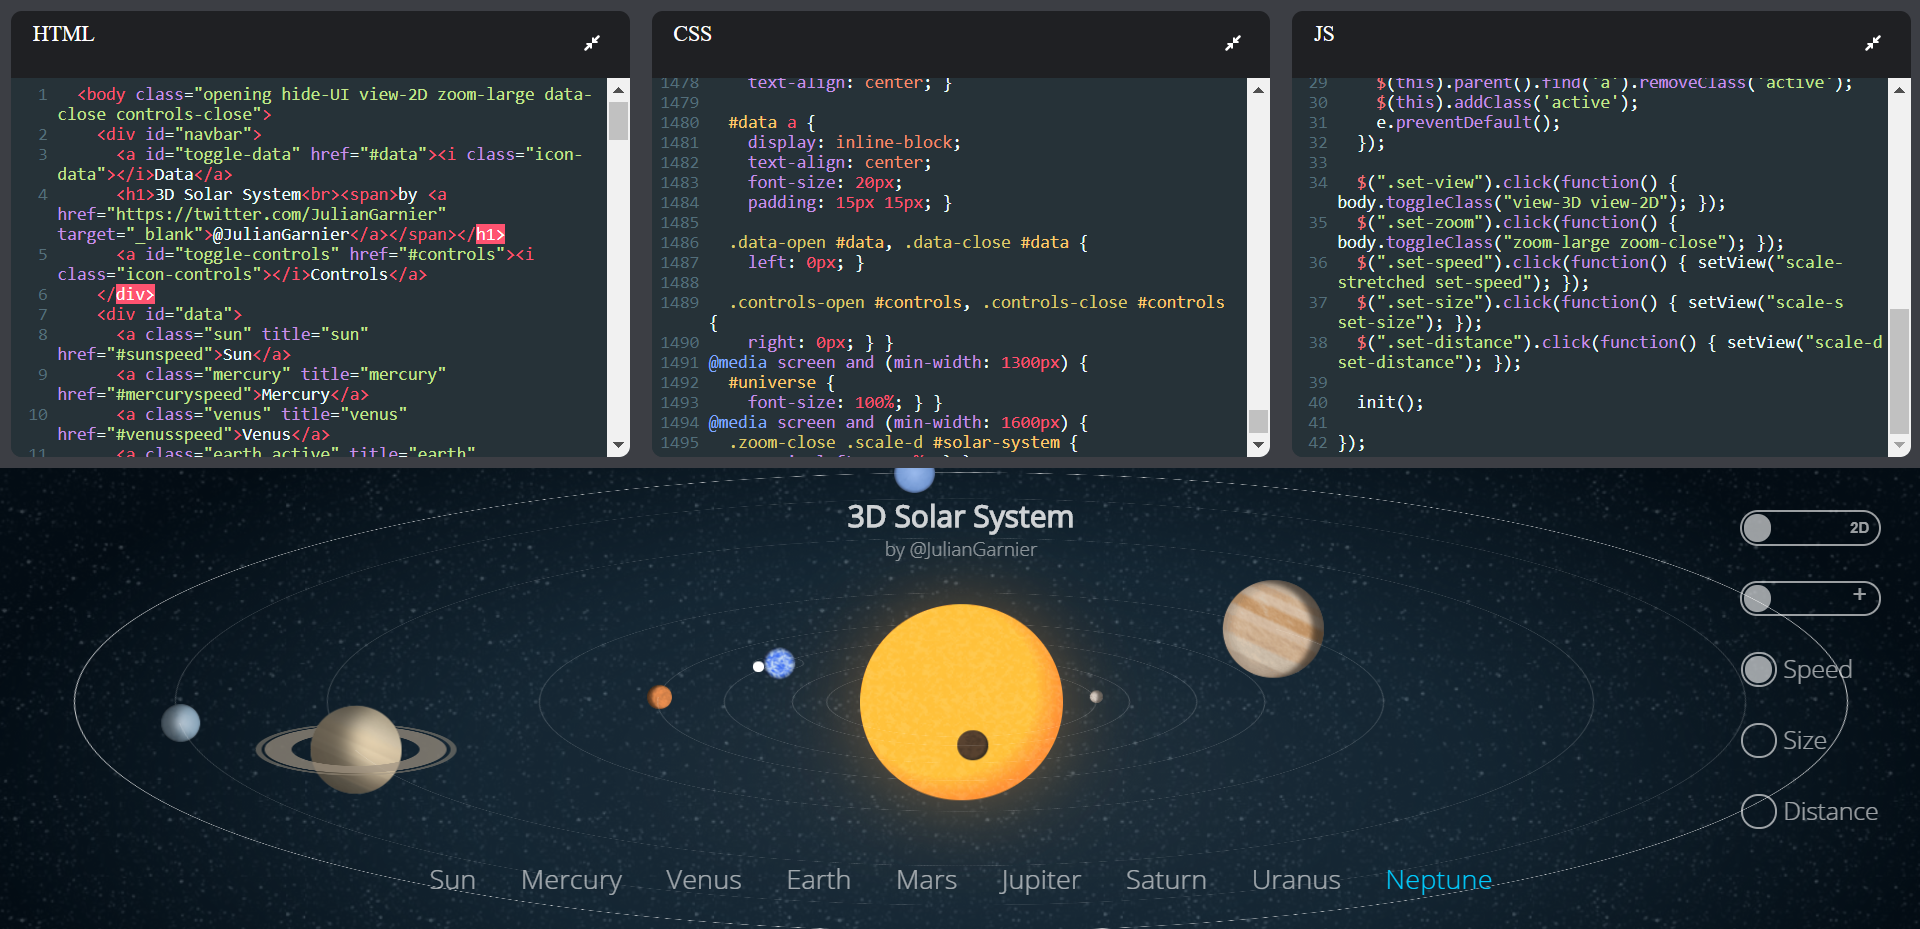 HTML
1 <body class="opening hide-UI view-2D zoom-large data-
close controls-close">
2 <div id="navbar">
3 <a id="toggle-data" href="#data"><i class="icon-
data"></i>Data</a>
4 <h1>3D Solar System<br><span>by <a
href="https://twitter.com/JulianGarnier"
target="_blank">@JulianGarnier</a></span></h1>
5 <a id="toggle-controls" href="#controls"><i
class="icon-controls"></i>Controls</a>
6 </div>
7 <div id="data">
8 <a class="sun" title="sun"
href="#sunspeed">Sun</a>
9 <a class="mercury" title="mercury"
href="#mercuryspeed">Mercury</a>
10 <a class="venus" title="venus"
href="#venusspeed">Venus</a>
11 <a class="earth active" title="earth"
CSS
1478 text-align: center; }
1479
1480 #data a {
1481 display: inline-block;
1482 text-align: center;
1483 font-size: 20px;
1484 padding: 15px 15px; }
1485
1486 .data-open #data, .data-close #data {
1487 left: 0px; }
1488
1489 .controls-open #controls, .controls-close #controls
{
1490 right: 0px; } }
1491 @media screen and (min-width: 1300px) {
1492 #universe {
1493 font-size: 100%; } }
1494 @media screen and (min-width: 1600px) {
1495 .zoom-close .scale-d #solar-system {
JS
29 $(this).parent().find('a').removeClass('active');
30 $(this).addClass('active');
31 e.preventDefault();
32 });
33
34 $(".set-view").click(function() {
body.toggleClass("view-3D view-2D"); });
35 $(".set-zoom").click(function() {
body.toggleClass("zoom-large zoom-close"); });
36 $(".set-speed").click(function() { setView("scale-
stretched set-speed"); });
37 $(".set-size").click(function() { setView("scale-s
set-size"); });
38 $(".set-distance").click(function() { setView("scale-d
set-distance"); });
39
40 init();
41
42 });
3D Solar System
by @JulianGarnier
2D
+
Speed
Size
Distance
Sun Mercury Venus Earth Mars Jupiter Saturn Uranus Neptune